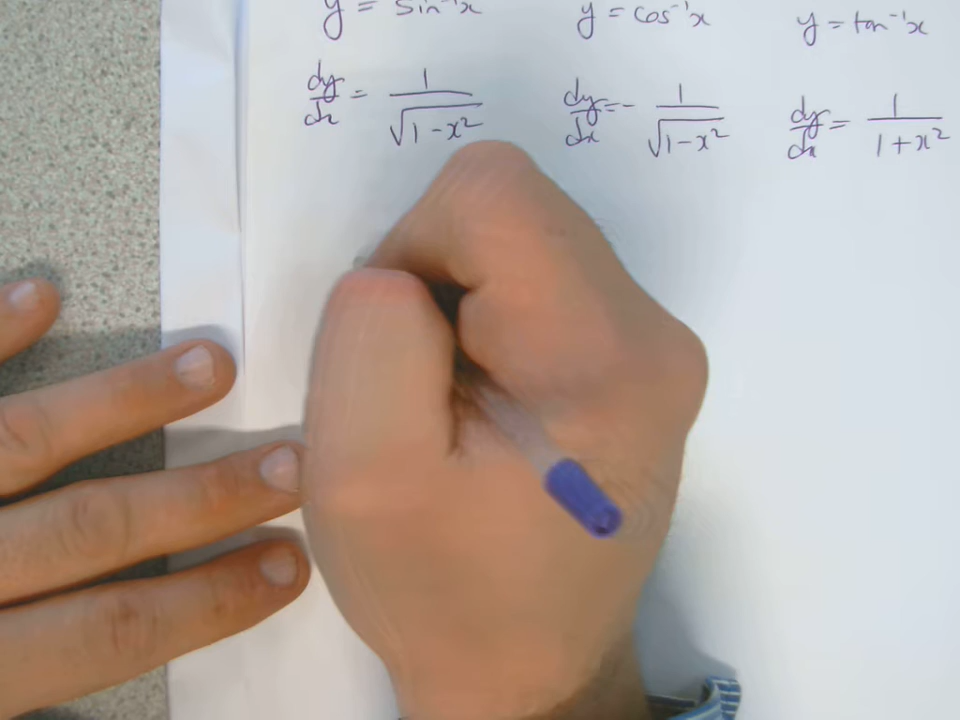 y = sin⁻¹x y = cos⁻¹x y = tan⁻¹x
dy/dx = 1/√(1-x²) dy/dx = - 1/√(1-x²) dy/dx = 1/(1+x²)